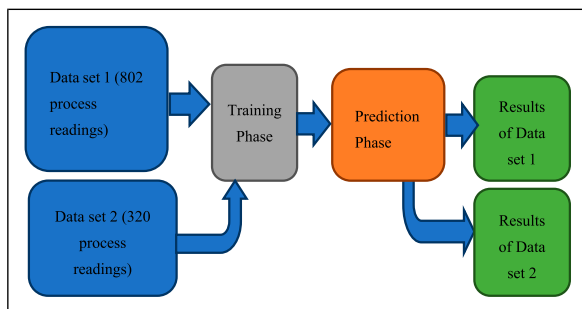 Data set 1 (802
process
readings)
Data set 2 (320
process
readings)
Training
Phase
Prediction
Phase
Results
of Data
set 1
Results
of Data
set 2